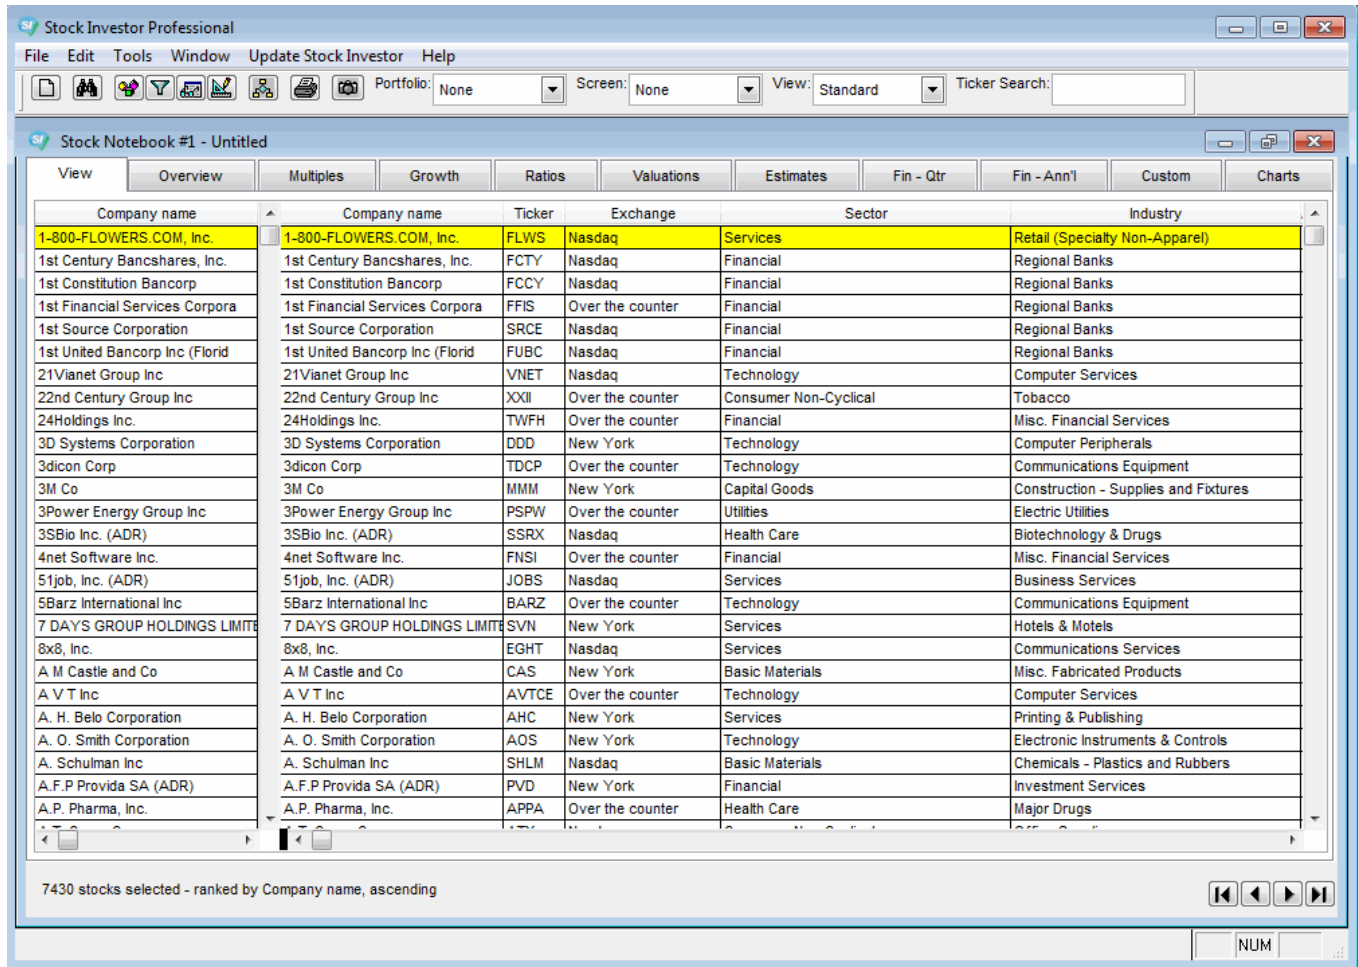 Stock Investor Professional
File Edit Tools Window Update Stock Investor Help
Portfolio: None Screen: None View: Standard Ticker Search:
Stock Notebook #1 - Untitled
View Overview Multiples Growth Ratios Valuations Estimates Fin - Qtr Fin - Ann'l Custom Charts
Company name Company name Ticker Exchange Sector Industry
1-800-FLOWERS.COM, Inc. 1-800-FLOWERS.COM, Inc. FLWS Nasdaq Services Retail (Specialty Non-Apparel)
1st Century Bancshares, Inc. 1st Century Bancshares, Inc. FCTY Nasdaq Financial Regional Banks
1st Constitution Bancorp 1st Constitution Bancorp FCCY Nasdaq Financial Regional Banks
1st Financial Services Corpora 1st Financial Services Corpora FFIS Over the counter Financial Regional Banks
1st Source Corporation 1st Source Corporation SRCE Nasdaq Financial Regional Banks
1st United Bancorp Inc (Florid 1st United Bancorp Inc (Florid FUBC Nasdaq Financial Regional Banks
21Vianet Group Inc 21Vianet Group Inc VNET Nasdaq Technology Computer Services
22nd Century Group Inc 22nd Century Group Inc XXII Over the counter Consumer Non-Cyclical Tobacco
24Holdings Inc. 24Holdings Inc. TWFH Over the counter Financial Misc. Financial Services
3D Systems Corporation 3D Systems Corporation DDD New York Technology Computer Peripherals
3dicon Corp 3dicon Corp TDCP Over the counter Technology Communications Equipment
3M Co 3M Co MMM New York Capital Goods Construction - Supplies and Fixtures
3Power Energy Group Inc 3Power Energy Group Inc PSPW Over the counter Utilities Electric Utilities
3SBio Inc. (ADR) 3SBio Inc. (ADR) SSRX Nasdaq Health Care Biotechnology & Drugs
4net Software Inc. 4net Software Inc. FNSI Over the counter Financial Misc. Financial Services
51job, Inc. (ADR) 51job, Inc. (ADR) JOBS Nasdaq Services Business Services
5Barz International Inc 5Barz International Inc BARZ Over the counter Technology Communications Equipment
7 DAYS GROUP HOLDINGS LIMITE 7 DAYS GROUP HOLDINGS LIMITE SVN New York Services Hotels & Motels
8x8, Inc. 8x8, Inc. EGHT Nasdaq Services Communications Services
A M Castle and Co A M Castle and Co CAS New York Basic Materials Misc. Fabricated Products
A V T Inc A V T Inc AVTCE Over the counter Technology Computer Services
A. H. Belo Corporation A. H. Belo Corporation AHC New York Services Printing & Publishing
A. O. Smith Corporation A. O. Smith Corporation AOS New York Technology Electronic Instruments & Controls
A. Schulman Inc A. Schulman Inc SHLM Nasdaq Basic Materials Chemicals - Plastics and Rubbers
A.F.P Provida SA (ADR) A.F.P Provida SA (ADR) PVD New York Financial Investment Services
A.P. Pharma, Inc. A.P. Pharma, Inc. APPA Over the counter Health Care Major Drugs
7430 stocks selected - ranked by Company name, ascending
NUM